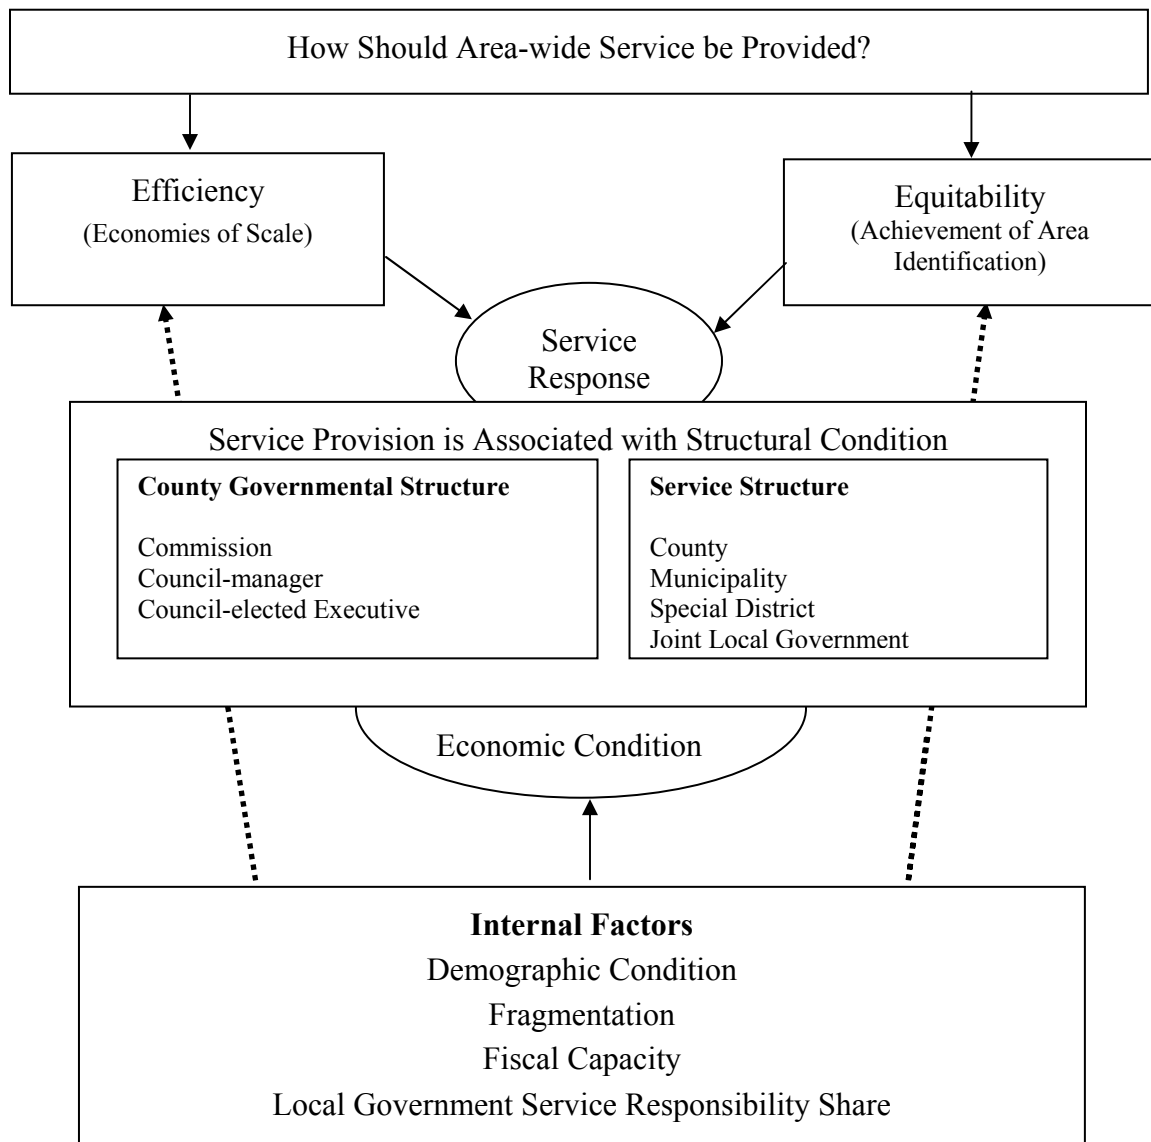 How Should Area-wide Service be Provided?
Efficiency
(Economies of Scale)
Equitability
(Achievement of Area
Identification)
Service
Response
Service Provision is Associated with Structural Condition
County Governmental Structure
Commission
Council-manager
Council-elected Executive
Service Structure
County
Municipality
Special District
Joint Local Government
Economic Condition
Internal Factors
Demographic Condition
Fragmentation
Fiscal Capacity
Local Government Service Responsibility Share